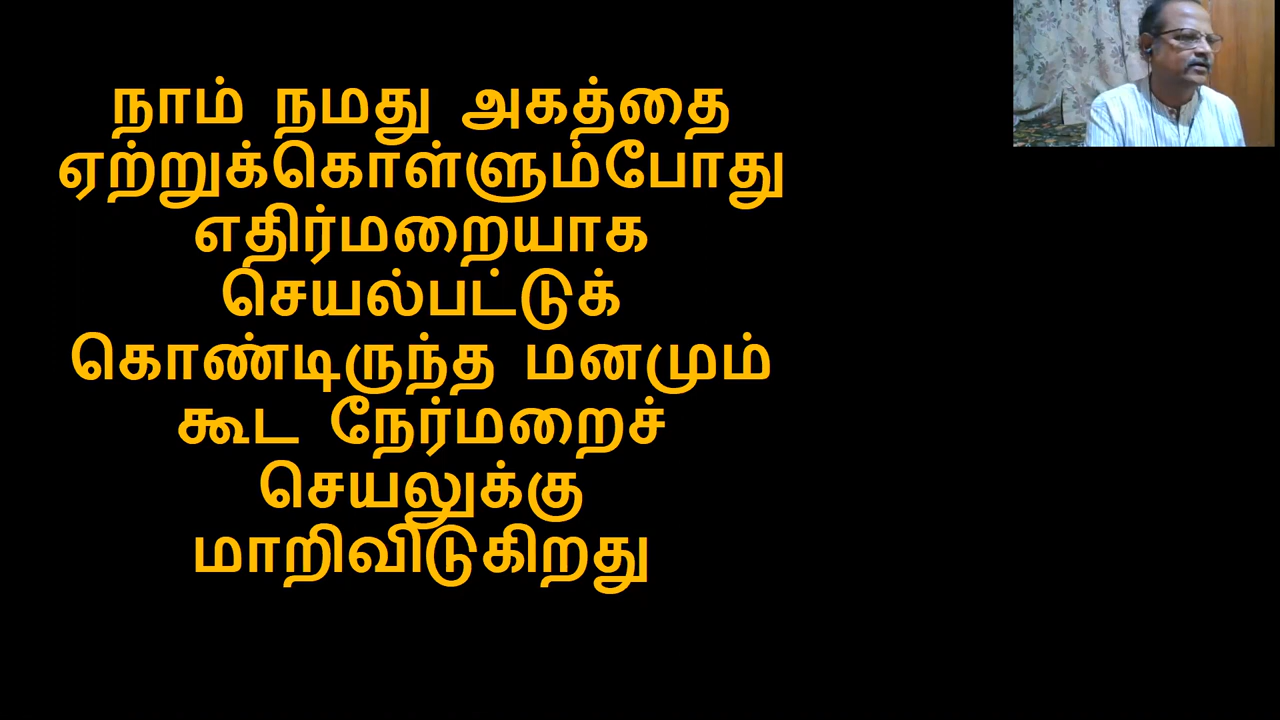 நாம் நமது அகத்தை
ஏற்றுக்கொள்ளும்போது
எதிர்மறையாக
செயல்பட்டுக்
கொண்டிருந்த மனமும்
கூட நேர்மறைச்
செயலுக்கு
மாறிவிடுகிறது